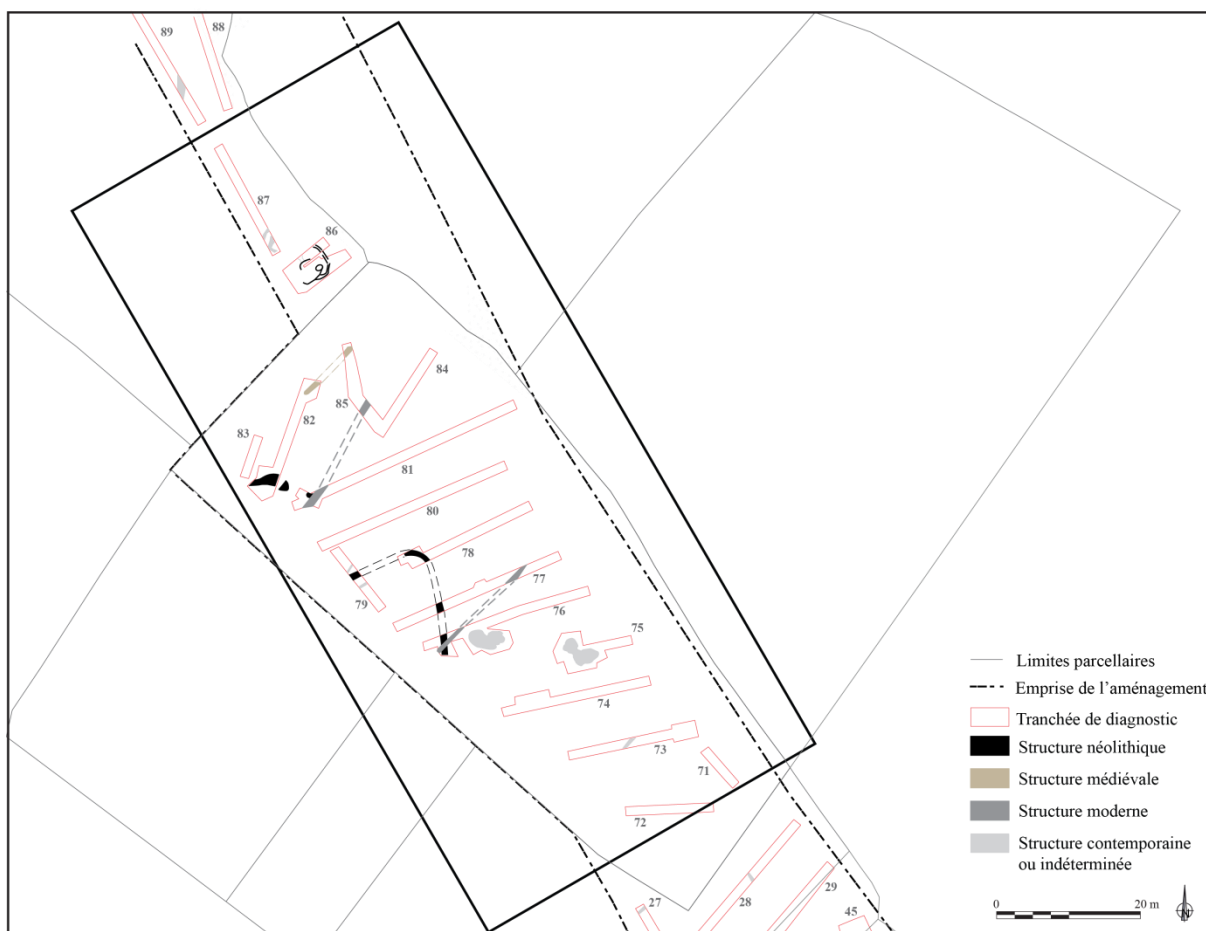 89
88
87
86
84
85
82
83
81
80
78
79
77
76
75
74
73
71
72
27
28
29
45
Limites parcellaires
Emprise de l'aménagement
Tranchée de diagnostic
Structure néolithique
Structure médiévale
Structure moderne
Structure contemporaine
ou indéterminée
0 20 m
N